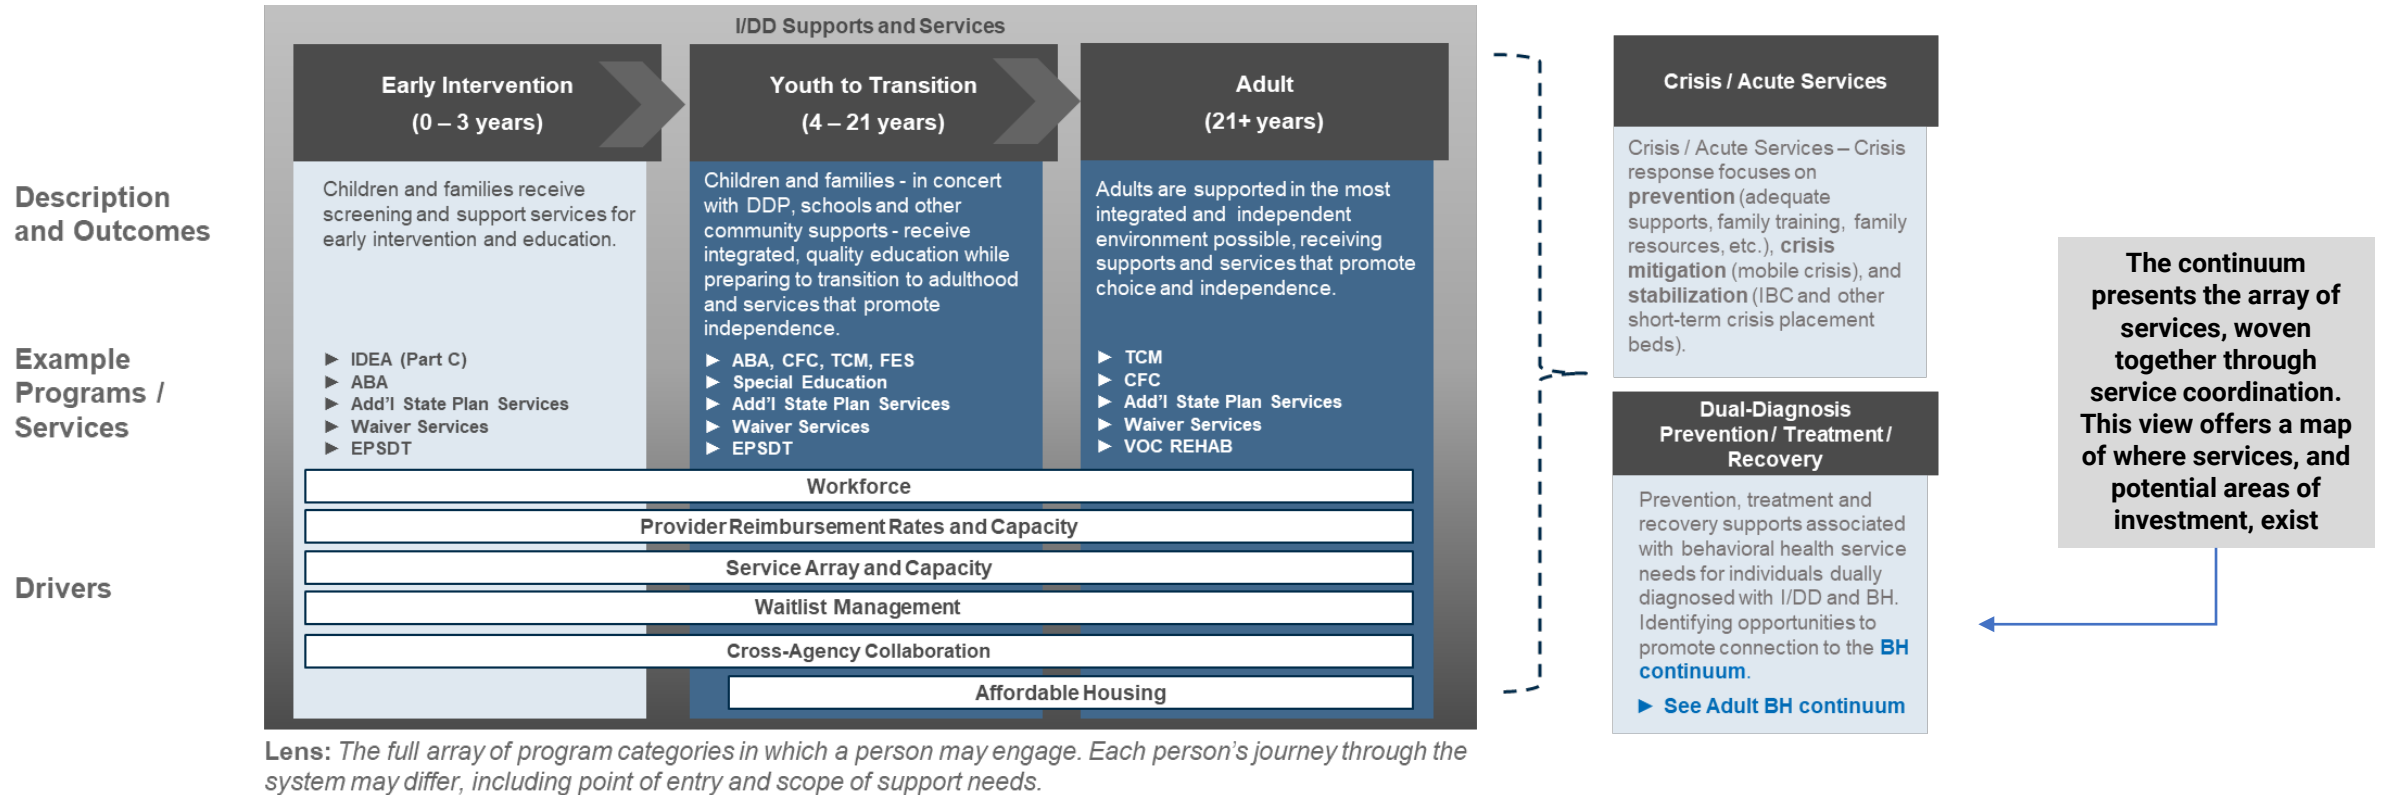 I/DD Supports and Services
Early Intervention
(0 – 3 years)
Youth to Transition
(4 – 21 years)
Adult
(21+ years)
Description
and Outcomes
Children and families receive
screening and support services for
early intervention and education.
Children and families - in concert
with DDP, schools and other
community supports - receive
integrated, quality education while
preparing to transition to adulthood
and services that promote
independence.
Adults are supported in the most
integrated and independent
environment possible, receiving
supports and services that promote
choice and independence.
Example
Programs /
Services
► IDEA (Part C)
► ABA
► Add'l State Plan Services
► Waiver Services
► EPSDT
► ABA, CFC, TCM, FES
► Special Education
► Add'l State Plan Services
► Waiver Services
► EPSDT
► TCM
► CFC
► Add'l State Plan Services
► Waiver Services
► VOC REHAB
Drivers
Workforce
Provider Reimbursement Rates and Capacity
Service Array and Capacity
Waitlist Management
Cross-Agency Collaboration
Affordable Housing
Lens: The full array of program categories in which a person may engage. Each person's journey through the
system may differ, including point of entry and scope of support needs.
Crisis / Acute Services
Crisis / Acute Services – Crisis
response focuses on
prevention (adequate
supports, family training, family
resources, etc.), crisis
mitigation (mobile crisis), and
stabilization (IBC and other
short-term crisis placement
beds).
Dual-Diagnosis
Prevention / Treatment /
Recovery
Prevention, treatment and
recovery supports associated
with behavioral health service
needs for individuals dually
diagnosed with I/DD and BH.
Identifying opportunities to
promote connection to the BH
continuum.
► See Adult BH continuum
The continuum
presents the array of
services, woven
together through
service coordination.
This view offers a map
of where services, and
potential areas of
investment, exist